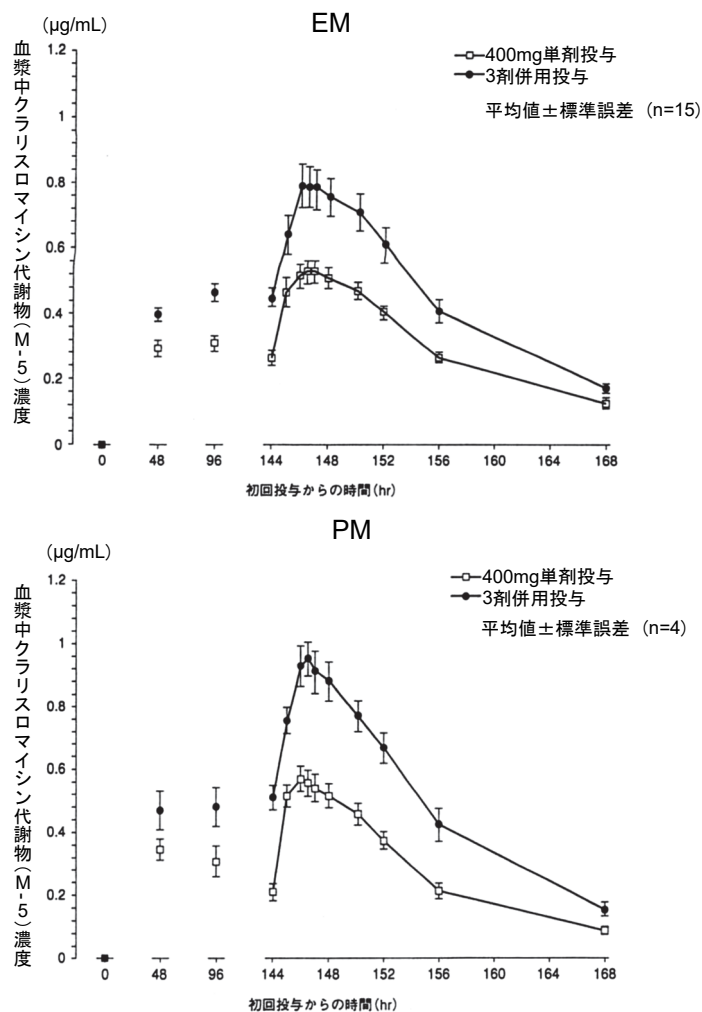 EM
(μg/mL)
血漿中クラリスロマイシン代謝物(M-5)濃度
400mg単剤投与
3剤併用投与
平均値±標準誤差 (n=15)
1.2
1
0.8
0.6
0.4
0.2
0
0 48 96 144 148 152 156 160 164 168
初回投与からの時間(hr)
PM
(μg/mL)
血漿中クラリスロマイシン代謝物(M-5)濃度
400mg単剤投与
3剤併用投与
平均値±標準誤差 (n=4)
1.2
1
0.8
0.6
0.4
0.2
0
0 48 96 144 148 152 156 160 164 168
初回投与からの時間(hr)